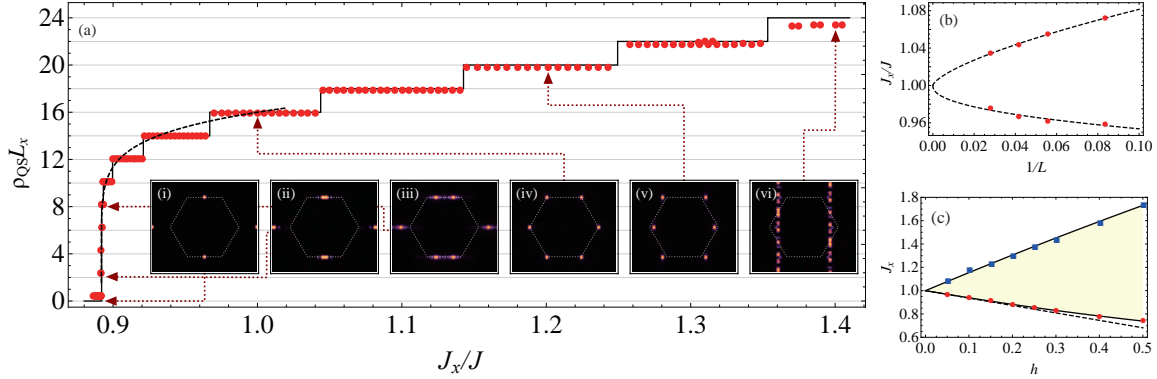 (a)
24
20
16
12
8
4
0
ρQSLx
0.9
1.0
1.1
1.2
1.3
1.4
Jx/J
(i)
(ii)
(iii)
(iv)
(v)
(vi)
(b)
1.08
1.04
1.00
0.96
Jx/J
0.00
0.02
0.04
0.06
0.08
0.10
1/L
(c)
1.8
1.6
1.4
1.2
1.0
0.8
0.6
Jx
0.0
0.1
0.2
0.3
0.4
0.5
h